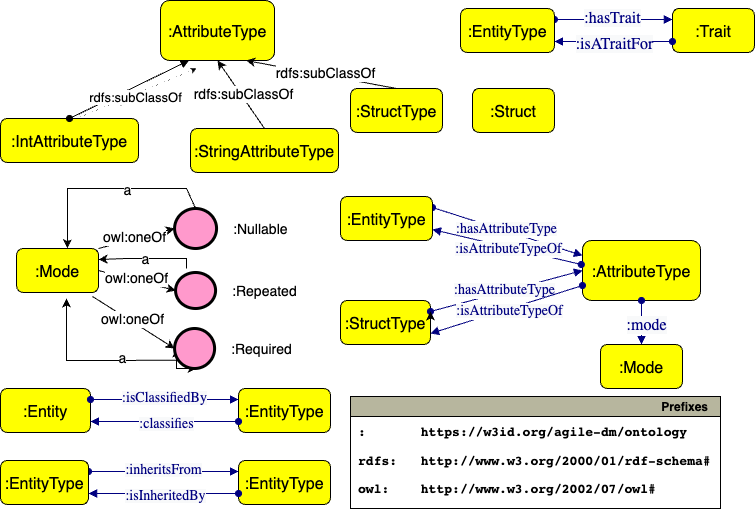 :AttributeType
:EntityType
:hasTrait
:isATraitFor
:Trait
rdfs:subClassOf
rdfs:subClassOf
rdfs:subClassOf
:IntAttributeType
:StringAttributeType
:StructType
:Struct
a
owl:oneOf
:Nullable
:Mode
a
owl:oneOf
:Repeated
owl:oneOf
a
:Required
:EntityType
:hasAttributeType
:isAttributeTypeOf
:AttributeType
:hasAttributeType
:isAttributeTypeOf
:StructType
:mode
:Mode
:Entity
:isClassifiedBy
:classifies
:EntityType
:EntityType
:inheritsFrom
:isInheritedBy
:EntityType
Prefixes
: https://w3id.org/agile-dm/ontology
rdfs: http://www.w3.org/2000/01/rdf-schema#
owl: http://www.w3.org/2002/07/owl#